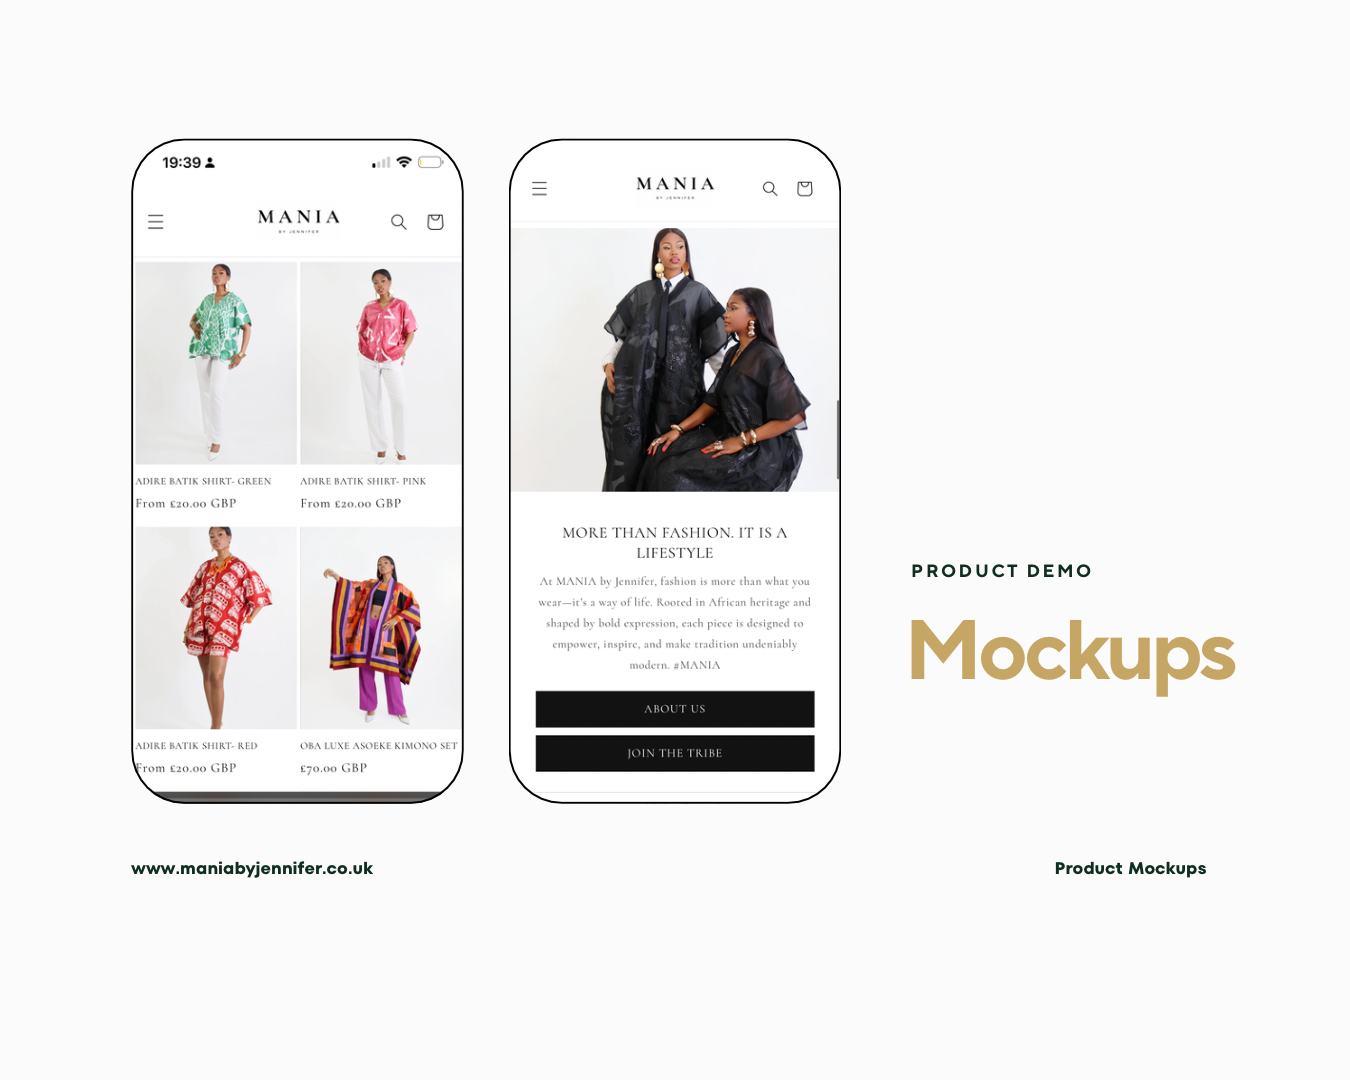 19:39
MANIA
BY JENNIFER
ADIRE BATIK SHIRT- GREEN
From £20.00 GBP
ADIRE BATIK SHIRT- PINK
From £20.00 GBP
ADIRE BATIK SHIRT- RED
From £20.00 GBP
OBA LUXE ASOEKE KIMONO SET
£70.00 GBP
MANIA
BY JENNIFER
MORE THAN FASHION. IT IS A
LIFESTYLE
At MANIA by Jennifer, fashion is more than what you
wear—it's a way of life. Rooted in African heritage and
shaped by bold expression, each piece is designed to
empower, inspire, and make tradition undeniably
modern. #MANIA
ABOUT US
JOIN THE TRIBE
PRODUCT DEMO
Mockups
www.maniabyjennifer.co.uk
Product Mockups